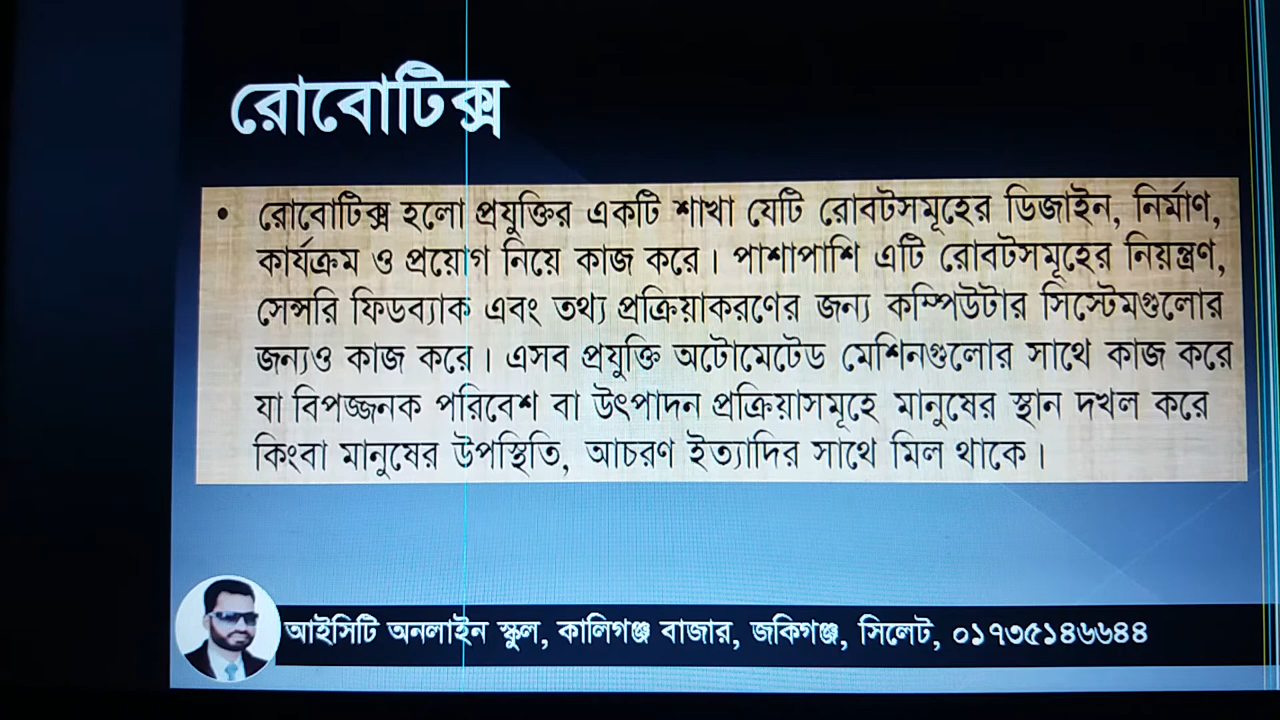 রোবোটিক্স
• রোবোটিক্স হলো প্রযুক্তির একটি শাখা যেটি রোবটসমূহের ডিজাইন, নির্মাণ,
কার্যক্রম ও প্রয়োগ নিয়ে কাজ করে। পাশাপাশি এটি রোবটসমূহের নিয়ন্ত্রণ,
সেন্সরি ফিডব্যাক এবং তথ্য প্রক্রিয়াকরণের জন্য কম্পিউটার সিস্টেমগুলোর
জন্যও কাজ করে। এসব প্রযুক্তি অটোমেটেড মেশিনগুলোর সাথে কাজ করে
যা বিপজ্জনক পরিবেশ বা উৎপাদন প্রক্রিয়াসমূহে মানুষের স্থান দখল করে
কিংবা মানুষের উপস্থিতি, আচরণ ইত্যাদির সাথে মিল থাকে।
আইসিটি অনলাইন স্কুল, কালিগঞ্জ বাজার, জকিগঞ্জ, সিলেট, ০১৭৩৫১৪৬৬৪৪